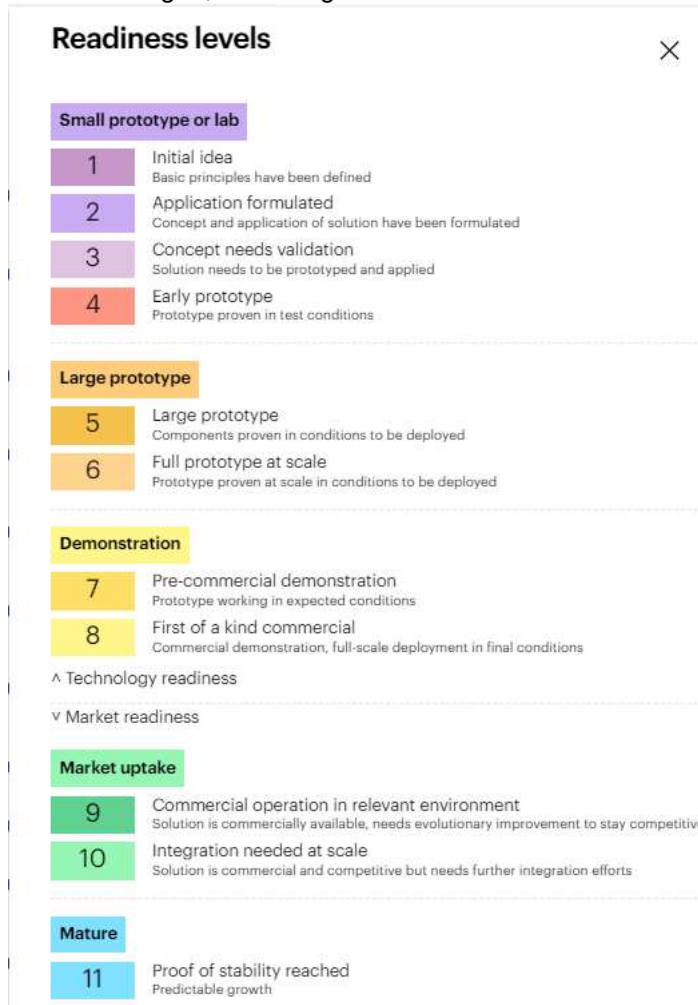 Readiness levels
Small prototype or lab
1 Initial idea
Basic principles have been defined
2 Application formulated
Concept and application of solution have been formulated
3 Concept needs validation
Solution needs to be prototyped and applied
4 Early prototype
Prototype proven in test conditions
Large prototype
5 Large prototype
Components proven in conditions to be deployed
6 Full prototype at scale
Prototype proven at scale in conditions to be deployed
Demonstration
7 Pre-commercial demonstration
Prototype working in expected conditions
8 First of a kind commercial
Commercial demonstration, full-scale deployment in final conditions
˄ Technology readiness
˅ Market readiness
Market uptake
9 Commercial operation in relevant environment
Solution is commercially available, needs evolutionary improvement to stay competitiv
10 Integration needed at scale
Solution is commercial and competitive but needs further integration efforts
Mature
11 Proof of stability reached
Predictable growth